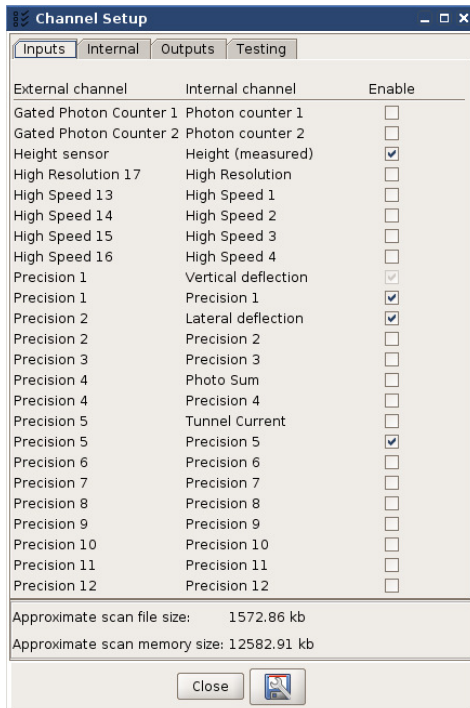 Channel Setup
Inputs Internal Outputs Testing
External channel Internal channel Enable
Gated Photon Counter 1 Photon counter 1
Gated Photon Counter 2 Photon counter 2
Height sensor Height (measured)
High Resolution 17 High Resolution
High Speed 13 High Speed 1
High Speed 14 High Speed 2
High Speed 15 High Speed 3
High Speed 16 High Speed 4
Precision 1 Vertical deflection
Precision 1 Precision 1
Precision 2 Lateral deflection
Precision 2 Precision 2
Precision 3 Precision 3
Precision 4 Photo Sum
Precision 4 Precision 4
Precision 5 Tunnel Current
Precision 5 Precision 5
Precision 6 Precision 6
Precision 7 Precision 7
Precision 8 Precision 8
Precision 9 Precision 9
Precision 10 Precision 10
Precision 11 Precision 11
Precision 12 Precision 12
Approximate scan file size: 1572.86 kb
Approximate scan memory size: 12582.91 kb
Close